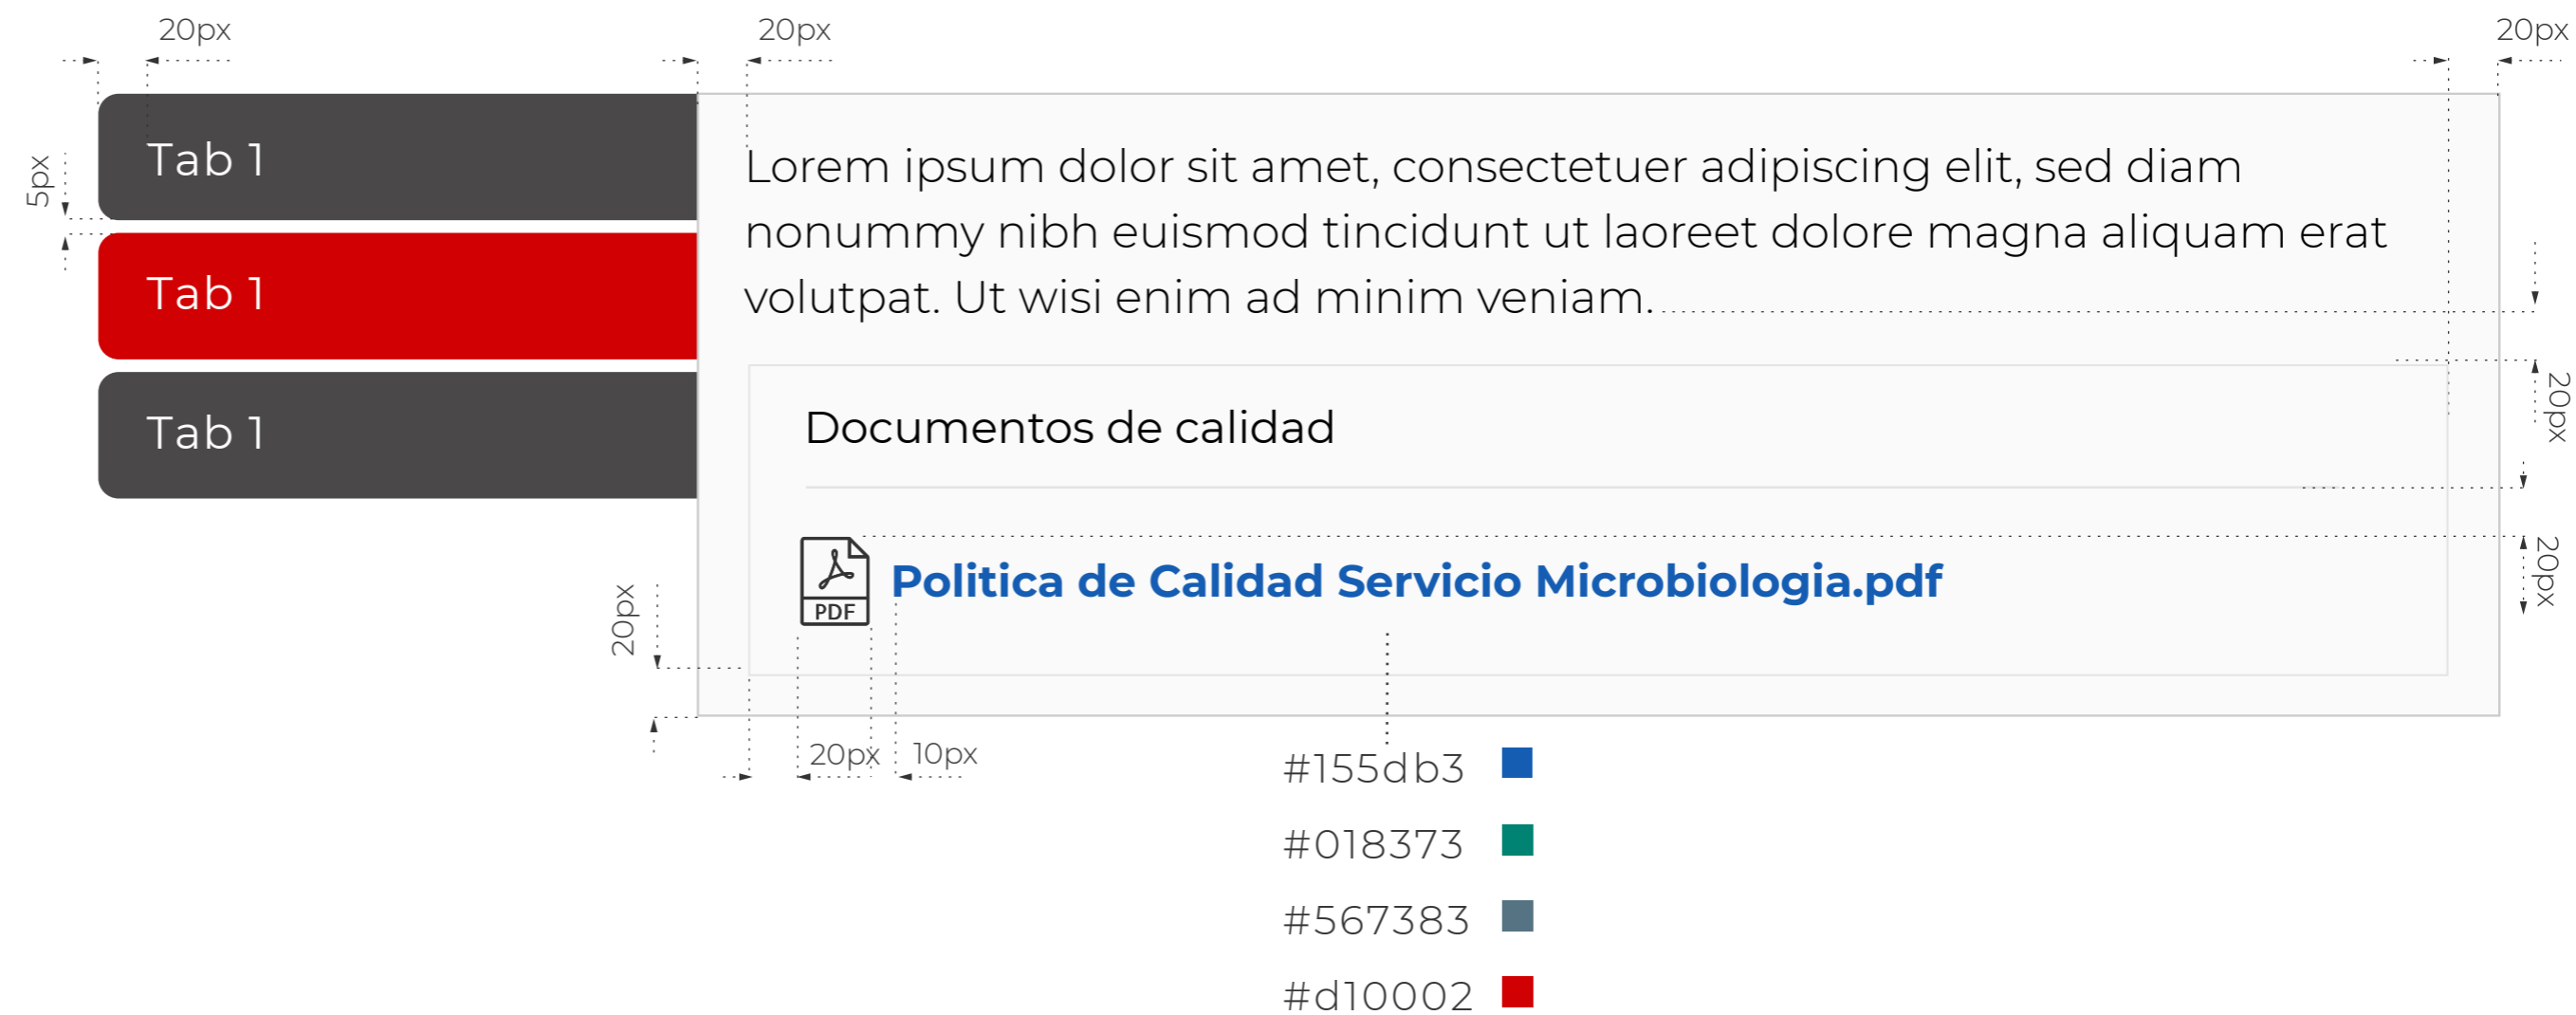 20px
20px
20px
5px
Tab 1
Tab 1
Tab 1
Lorem ipsum dolor sit amet, consectetuer adipiscing elit, sed diam
nonummy nibh euismod tincidunt ut laoreet dolore magna aliquam erat
volutpat. Ut wisi enim ad minim veniam.
20px
Documentos de calidad
PDF
Politica de Calidad Servicio Microbiologia.pdf
20px
20px
20px
10px
#155db3
#018373
#567383
#d10002